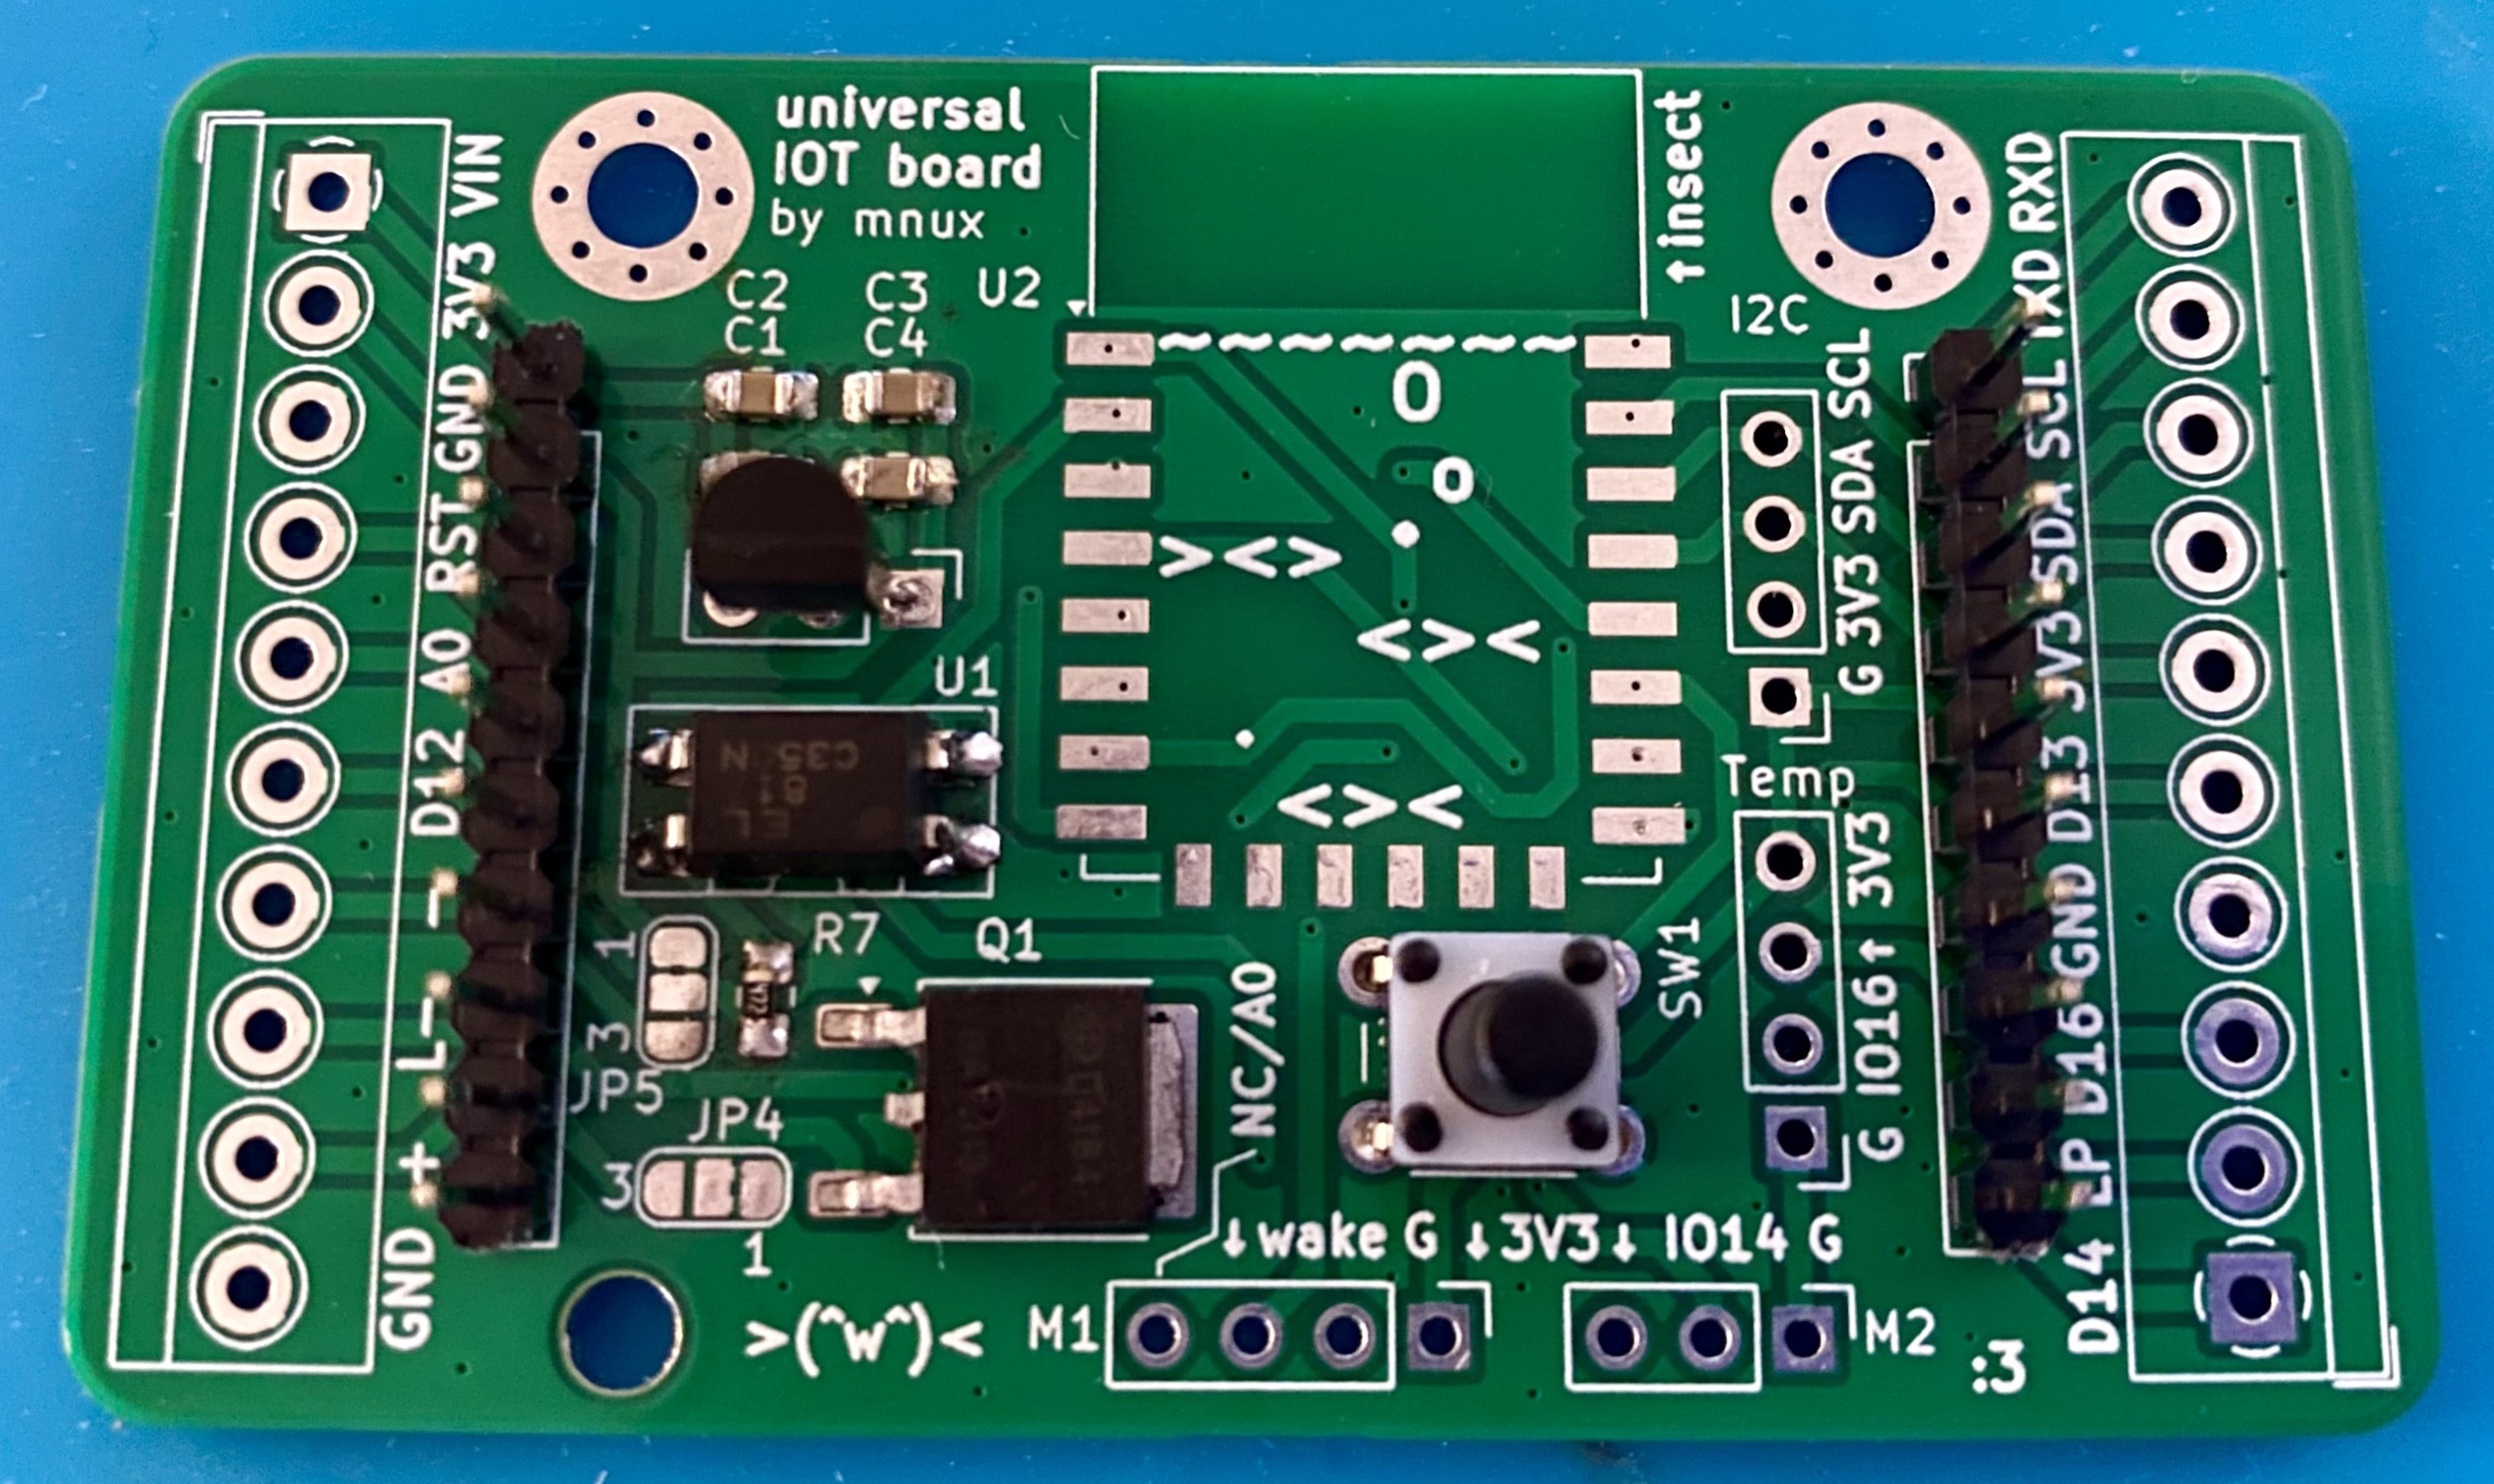 universal
IOT board
by mnux
↑insect
C2 C3 U2
C1 C4
I2C
G 3V3 SDA SCL
VIN
3V3
GND
RST
A0
D12
-
L-
+
GND
RXD
TXD
SCL
SDA
3V3
D13
GND
D16
LP
D14
~~~~~~~~
O
o
><>
<><
<><
U1
EL
81
N
Temp
G IO16↑ 3V3
R7
Q1
1
3
JP5
JP4
3
1
NC/A0
SW1
↓wake G ↓3V3↓ IO14 G
>(^w^)<
M1
M2
:3